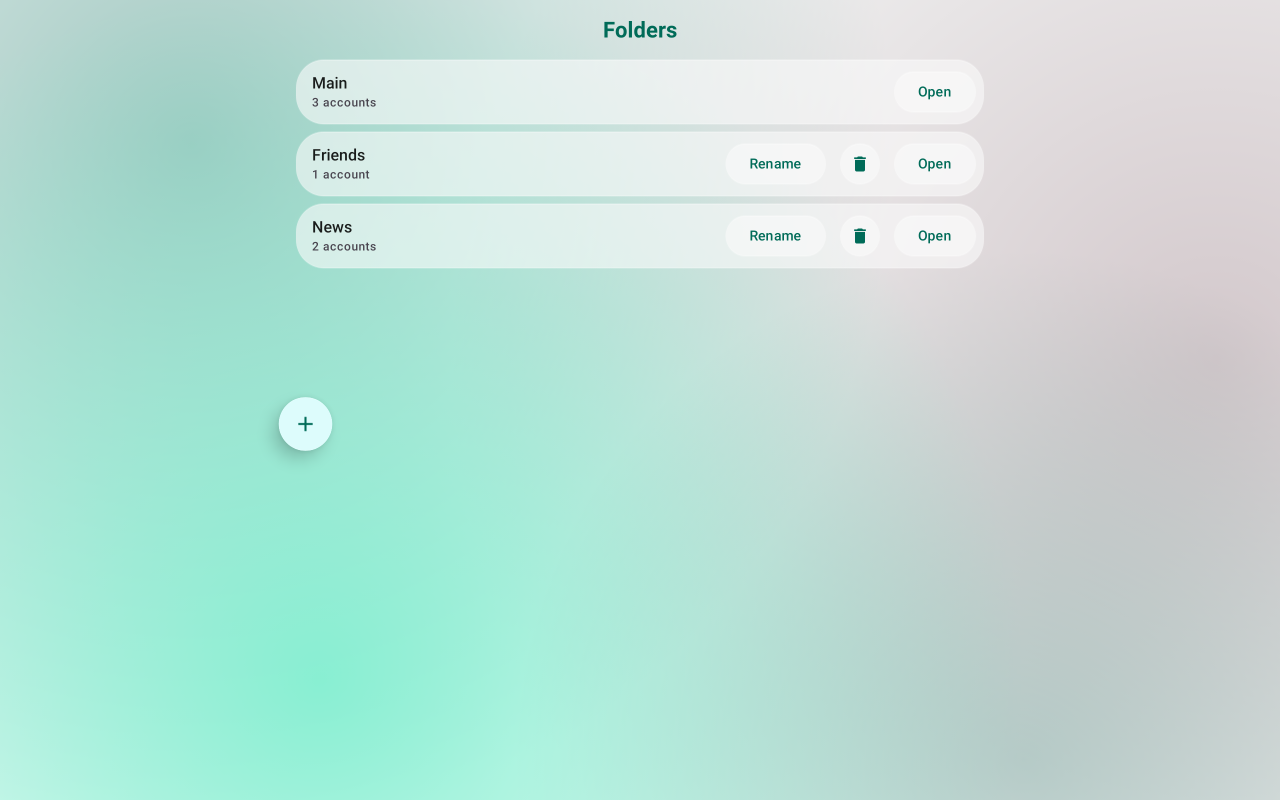 Folders
Main
3 accounts
Open
Friends
1 account
Rename
Open
News
2 accounts
Rename
Open